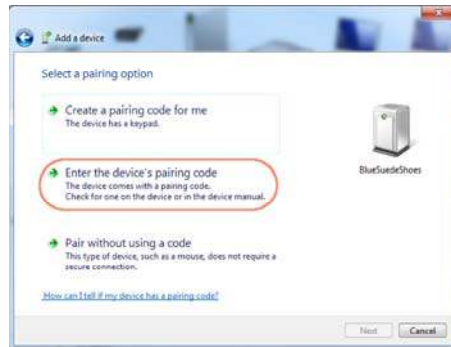 Add a device
Select a pairing option
Create a pairing code for me
The device has a keypad.
BlueSuedeShoes
Enter the device's pairing code
The device comes with a pairing code.
Check for one on the device or in the device manual.
Pair without using a code
This type of device, such as a mouse, does not require a
secure connection.
How can I tell if my device has a pairing code?
Next
Cancel